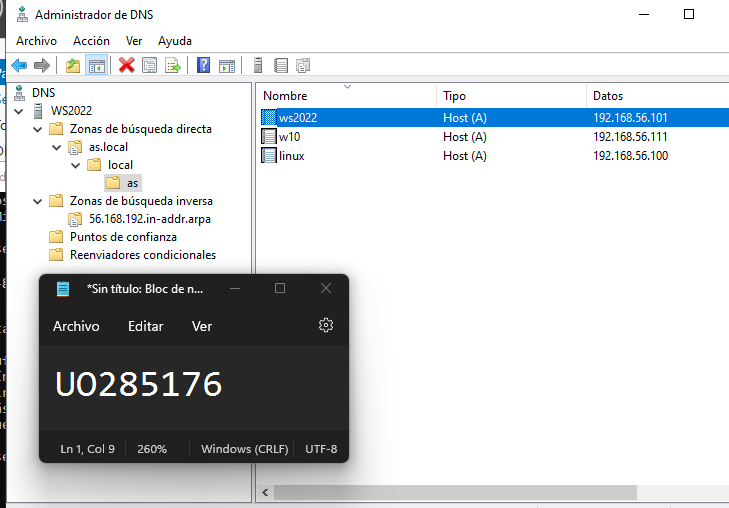 Administrador de DNS
Archivo Acción Ver Ayuda
DNS
WS2022
Zonas de búsqueda directa
as.local
local
as
Zonas de búsqueda inversa
56.168.192.in-addr.arpa
Puntos de confianza
Reenviadores condicionales
Nombre Tipo Datos
ws2022 Host (A) 192.168.56.101
w10 Host (A) 192.168.56.111
linux Host (A) 192.168.56.100
*Sin título: Bloc de n...
Archivo Editar Ver
UO285176
Ln 1, Col 9 260% Windows (CRLF) UTF-8